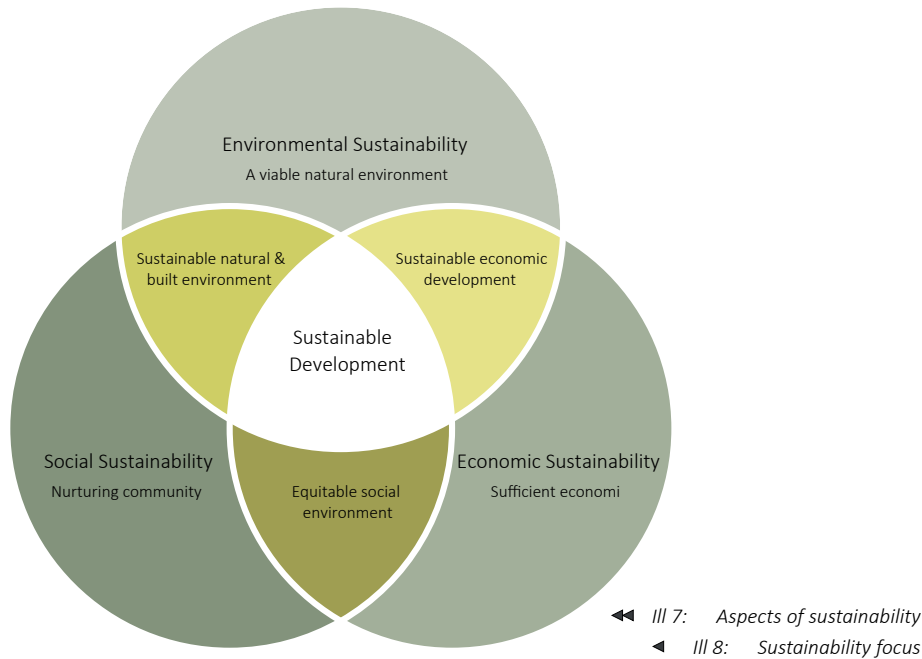 Environmental Sustainability
A viable natural environment
Sustainable natural &
built environment
Sustainable economic
development
Sustainable
Development
Social Sustainability
Nurturing community
Economic Sustainability
Sufficient economi
Equitable social
environment
Ill 7: Aspects of sustainability
Ill 8: Sustainability focus